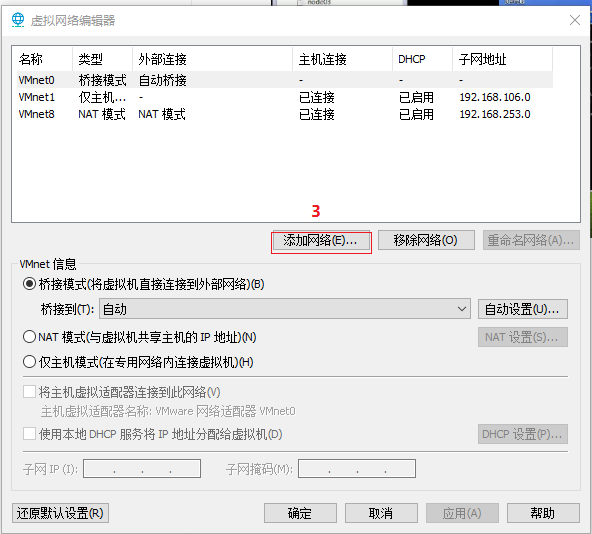 node03
虚拟网络编辑器
名称 类型 外部连接 主机连接 DHCP 子网地址
VMnet0 桥接模式 自动桥接 - - -
VMnet1 仅主机... - 已连接 已启用 192.168.106.0
VMnet8 NAT 模式 NAT 模式 已连接 已启用 192.168.253.0
3
添加网络(E)... 移除网络(O) 重命名网络(A)...
VMnet 信息
桥接模式(将虚拟机直接连接到外部网络)(B)
桥接到(T): 自动 自动设置(U)...
NAT 模式(与虚拟机共享主机的 IP 地址)(N) NAT 设置(S)...
仅主机模式(在专用网络内连接虚拟机)(H)
将主机虚拟适配器连接到此网络(V)
主机虚拟适配器名称: VMware 网络适配器 VMnet0
使用本地 DHCP 服务将 IP 地址分配给虚拟机(D) DHCP 设置(P)...
子网 IP (I): . . . 子网掩码(M): . . .
还原默认设置(R) 确定 取消 应用(A) 帮助